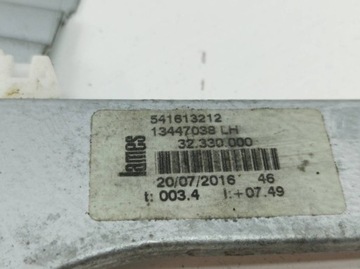 541613212
13447038 LH
32.330.000
lames
20/07/2016 46
t: 003.4 I:+07.49